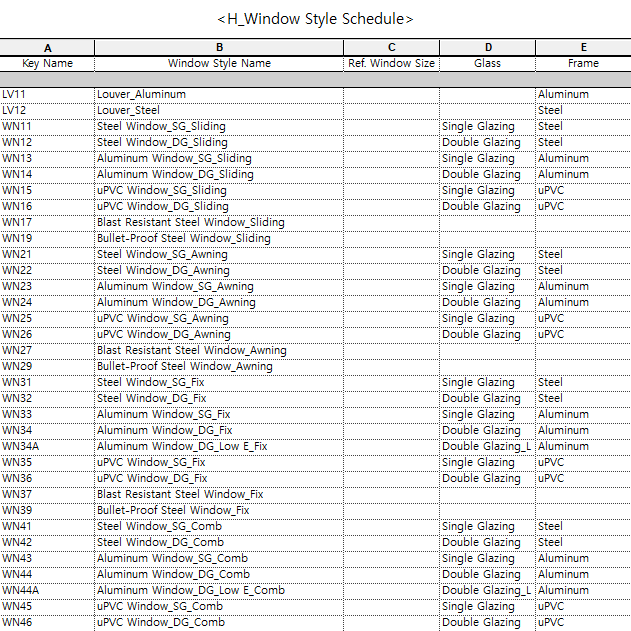 <H_Window Style Schedule>
A B C D E
Key Name Window Style Name Ref. Window Size Glass Frame
LV11 Louver_Aluminum Aluminum
LV12 Louver_Steel Steel
WN11 Steel Window_SG_Sliding Single Glazing Steel
WN12 Steel Window_DG_Sliding Double Glazing Steel
WN13 Aluminum Window_SG_Sliding Single Glazing Aluminum
WN14 Aluminum Window_DG_Sliding Double Glazing Aluminum
WN15 uPVC Window_SG_Sliding Single Glazing uPVC
WN16 uPVC Window_DG_Sliding Double Glazing uPVC
WN17 Blast Resistant Steel Window_Sliding
WN19 Bullet-Proof Steel Window_Sliding
WN21 Steel Window_SG_Awning Single Glazing Steel
WN22 Steel Window_DG_Awning Double Glazing Steel
WN23 Aluminum Window_SG_Awning Single Glazing Aluminum
WN24 Aluminum Window_DG_Awning Double Glazing Aluminum
WN25 uPVC Window_SG_Awning Single Glazing uPVC
WN26 uPVC Window_DG_Awning Double Glazing uPVC
WN27 Blast Resistant Steel Window_Awning
WN29 Bullet-Proof Steel Window_Awning
WN31 Steel Window_SG_Fix Single Glazing Steel
WN32 Steel Window_DG_Fix Double Glazing Steel
WN33 Aluminum Window_SG_Fix Single Glazing Aluminum
WN34 Aluminum Window_DG_Fix Double Glazing Aluminum
WN34A Aluminum Window_DG_Low E_Fix Double Glazing_L Aluminum
WN35 uPVC Window_SG_Fix Single Glazing uPVC
WN36 uPVC Window_DG_Fix Double Glazing uPVC
WN37 Blast Resistant Steel Window_Fix
WN39 Bullet-Proof Steel Window_Fix
WN41 Steel Window_SG_Comb Single Glazing Steel
WN42 Steel Window_DG_Comb Double Glazing Steel
WN43 Aluminum Window_SG_Comb Single Glazing Aluminum
WN44 Aluminum Window_DG_Comb Double Glazing Aluminum
WN44A Aluminum Window_DG_Low E_Comb Double Glazing_L Aluminum
WN45 uPVC Window_SG_Comb Single Glazing uPVC
WN46 uPVC Window_DG_Comb Double Glazing uPVC